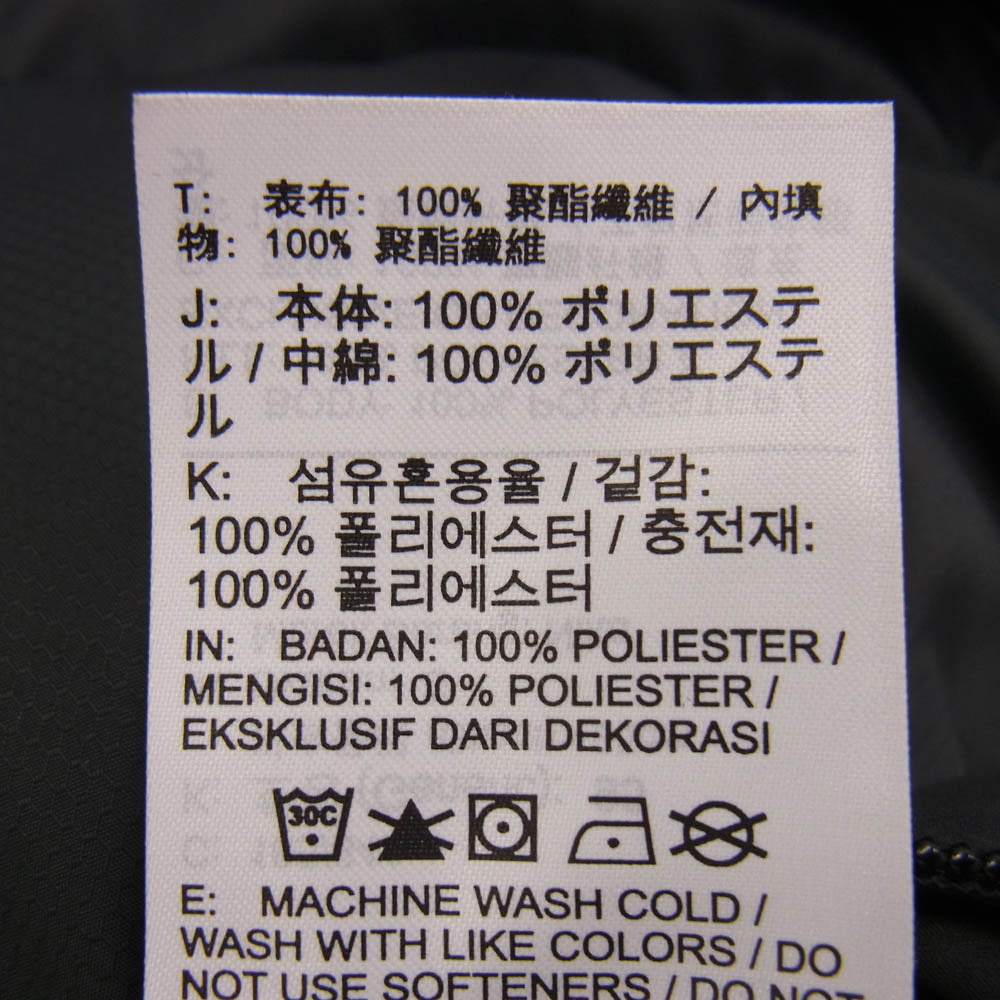 T: 表布: 100% 聚酯纖維 / 內填
物: 100% 聚酯纖維
J: 本体: 100% ポリエステ
ル / 中綿: 100% ポリエステ
ル
K: 섬유혼용율 / 겉감:
100% 폴리에스터 / 충전재:
100% 폴리에스터
IN: BADAN: 100% POLIESTER /
MENGISI: 100% POLIESTER /
EKSKLUSIF DARI DEKORASI
30C
E: MACHINE WASH COLD /
WASH WITH LIKE COLORS / DO
NOT USE SOFTENERS / DO NOT